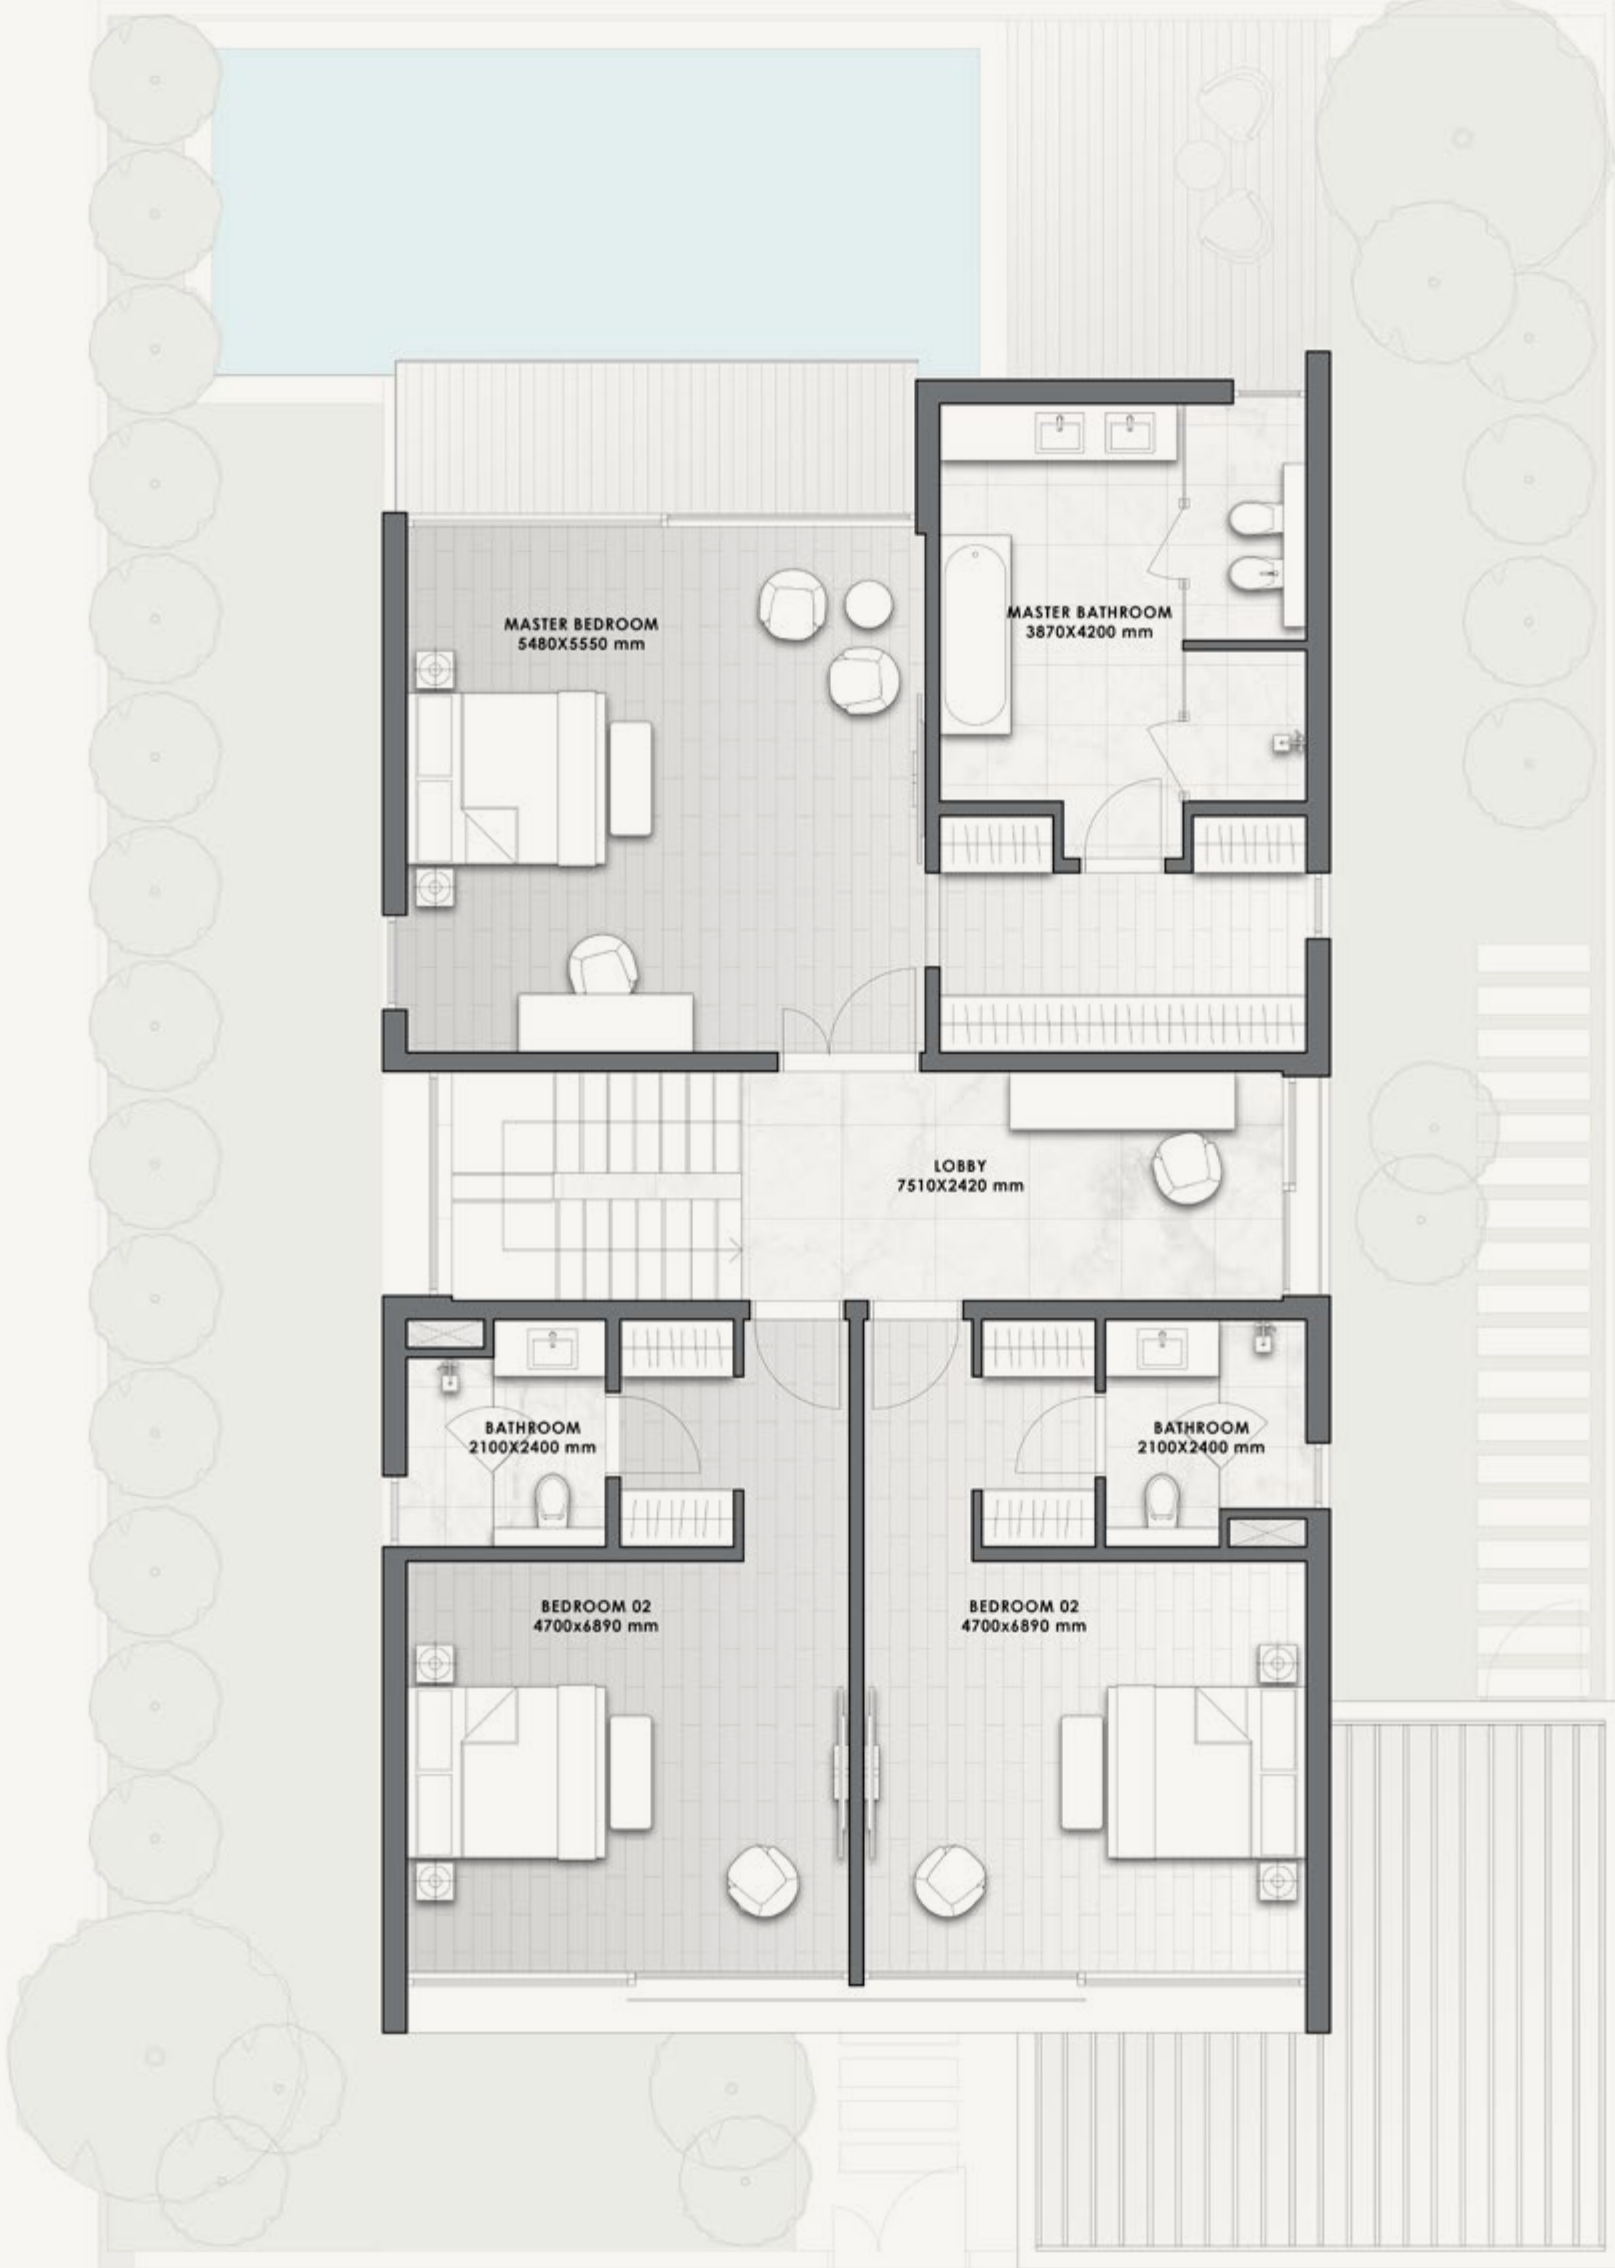 MASTER BEDROOM
5480X5550 mm
MASTER BATHROOM
3870X4200 mm
LOBBY
7510X2420 mm
BATHROOM
2100X2400 mm
BATHROOM
2100X2400 mm
BEDROOM 02
4700x6890 mm
BEDROOM 02
4700x6890 mm